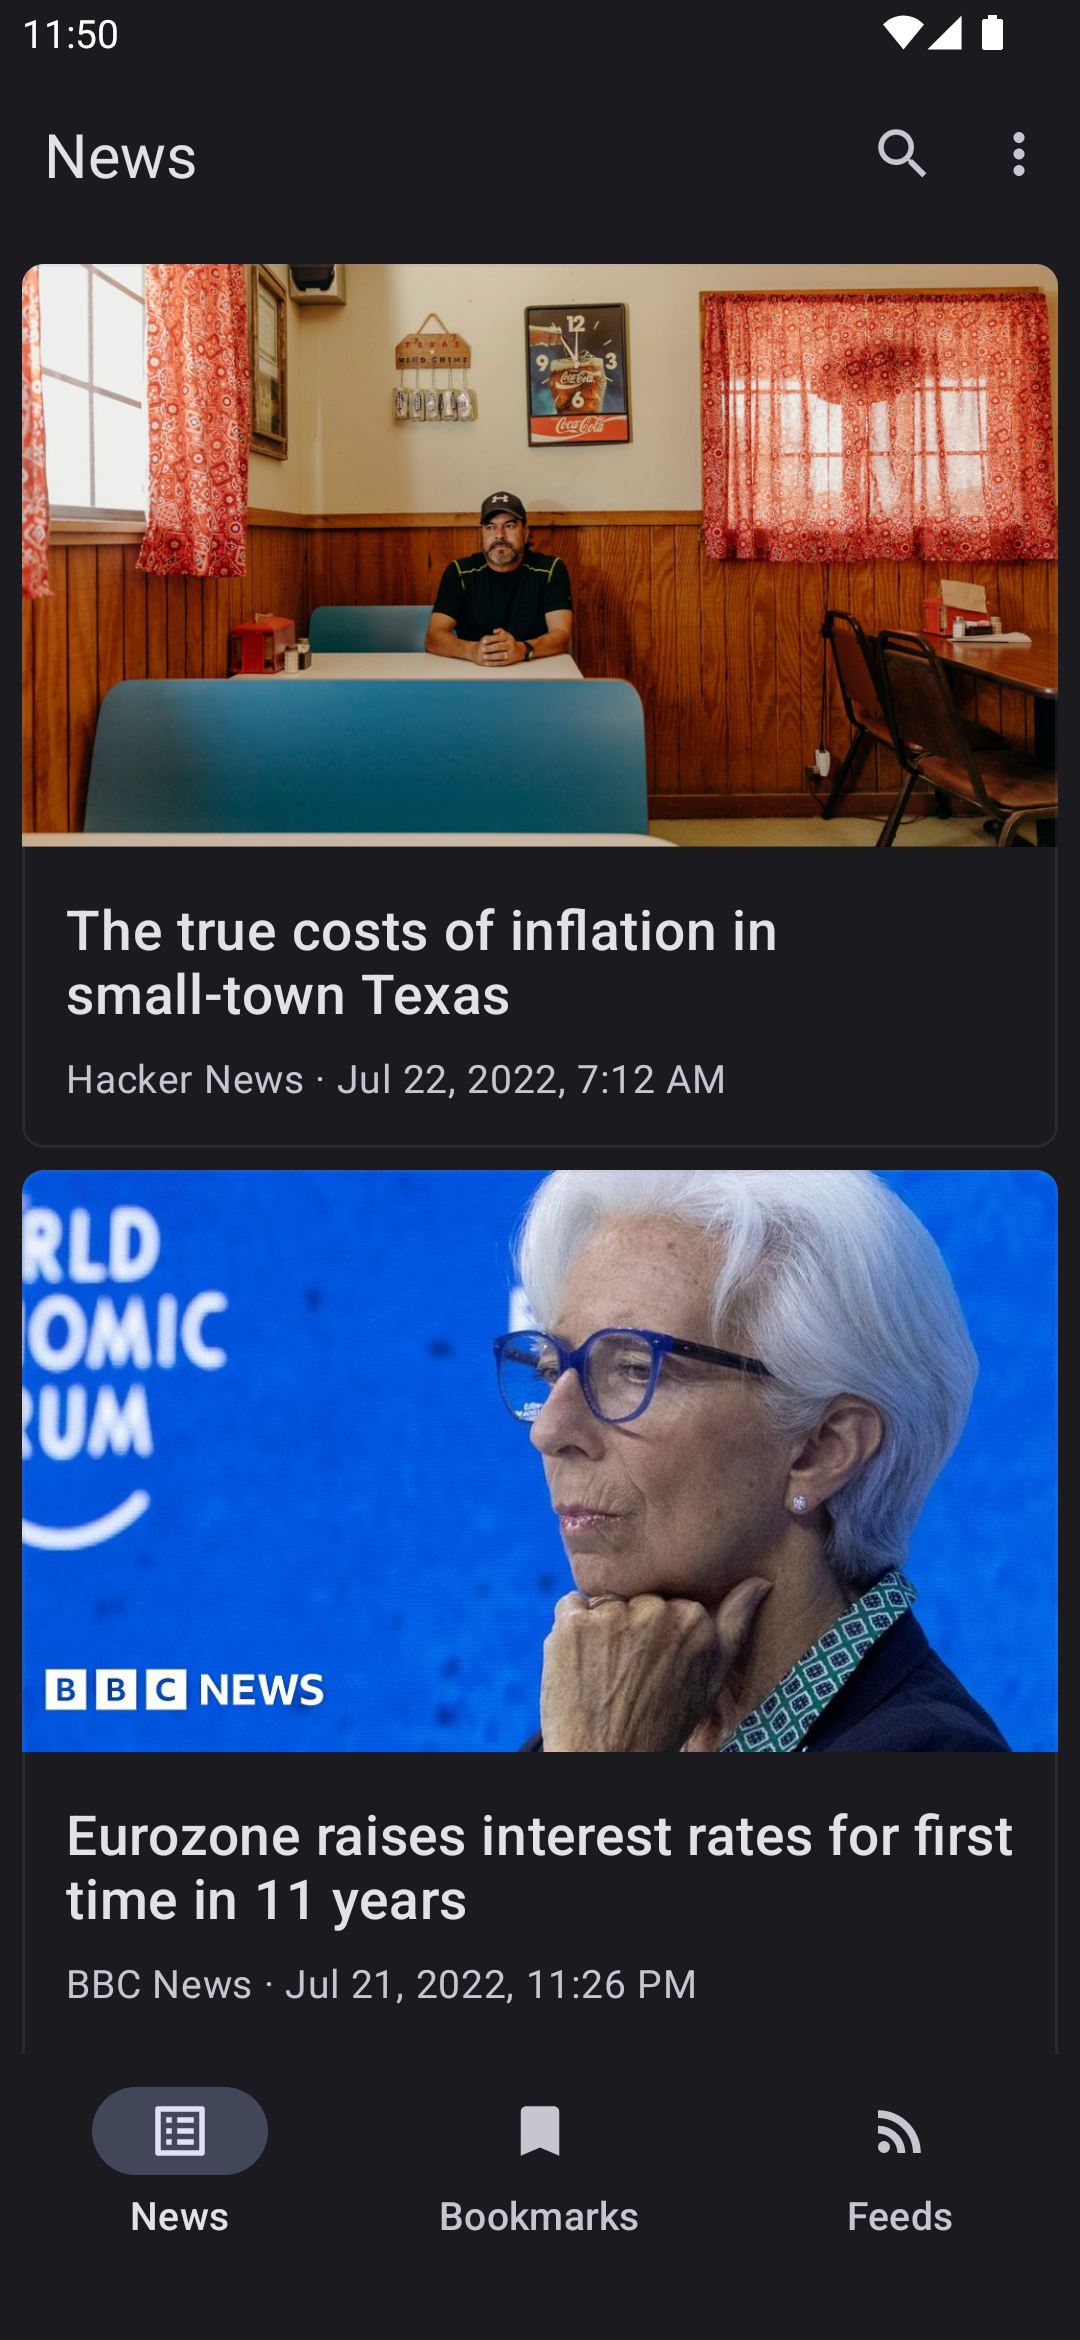 11:50
News
TEXAS
WIND CHIME
12
9
3
Coca-Cola
6
Coca-Cola
The true costs of inflation in
small-town Texas
Hacker News · Jul 22, 2022, 7:12 AM
RLD
OMIC
RUM
BBC NEWS
Eurozone raises interest rates for first
time in 11 years
BBC News · Jul 21, 2022, 11:26 PM
News
Bookmarks
Feeds